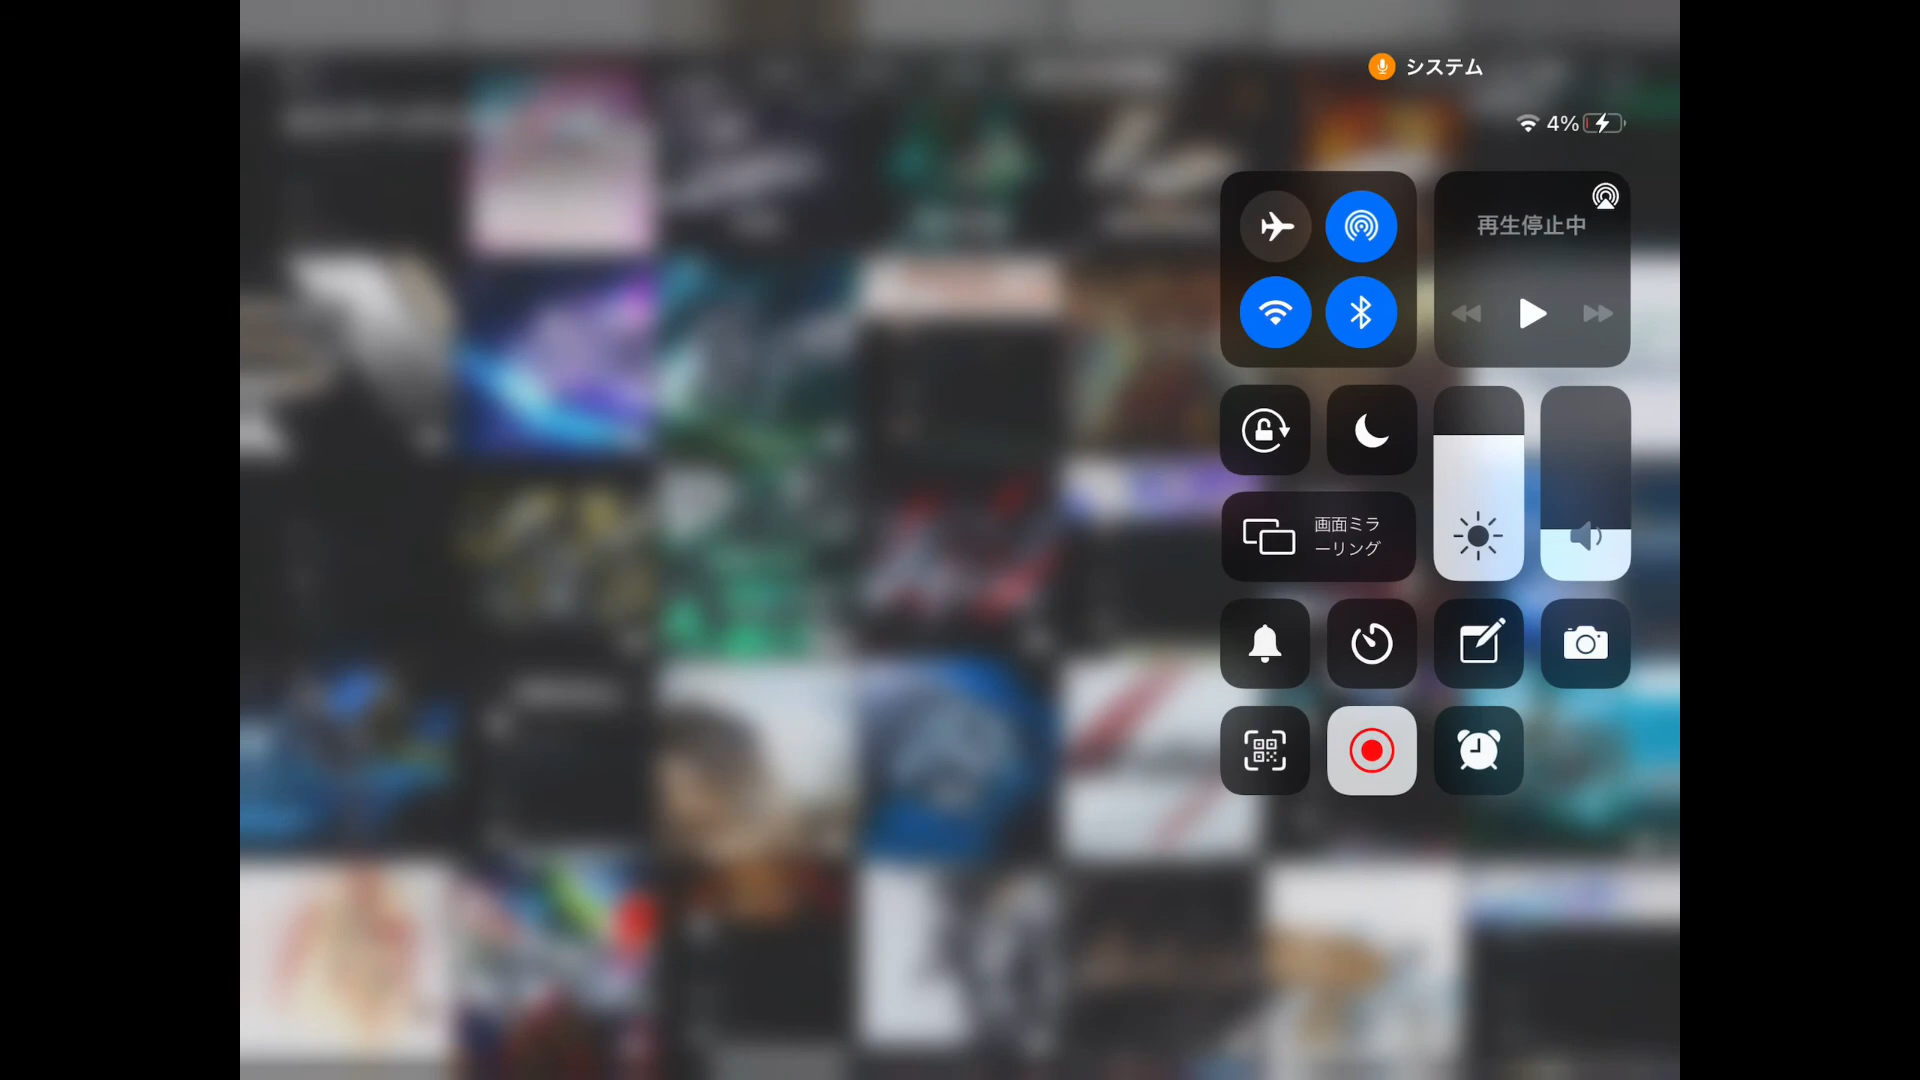 システム
4%
再生停止中
画面ミラ
ーリング